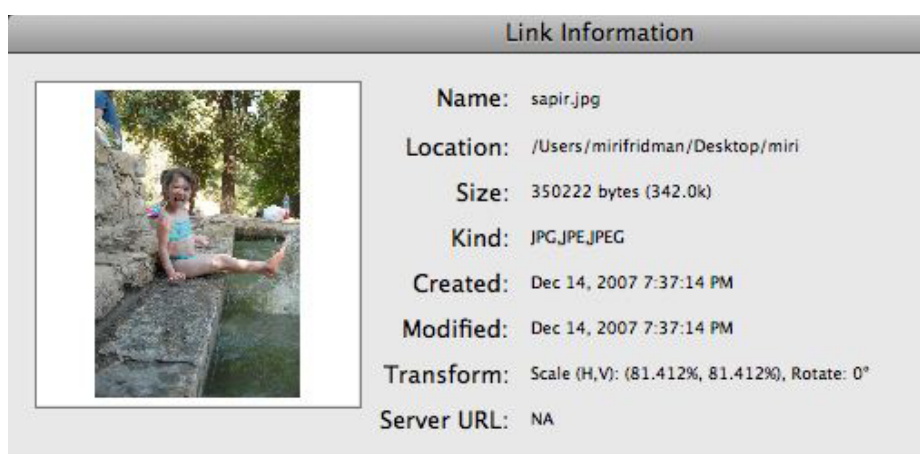 Link Information
Name: sapir.jpg
Location: /Users/mirifridman/Desktop/miri
Size: 350222 bytes (342.0k)
Kind: JPG,JPE,JPEG
Created: Dec 14, 2007 7:37:14 PM
Modified: Dec 14, 2007 7:37:14 PM
Transform: Scale (H,V): (81.412%, 81.412%), Rotate: 0°
Server URL: NA